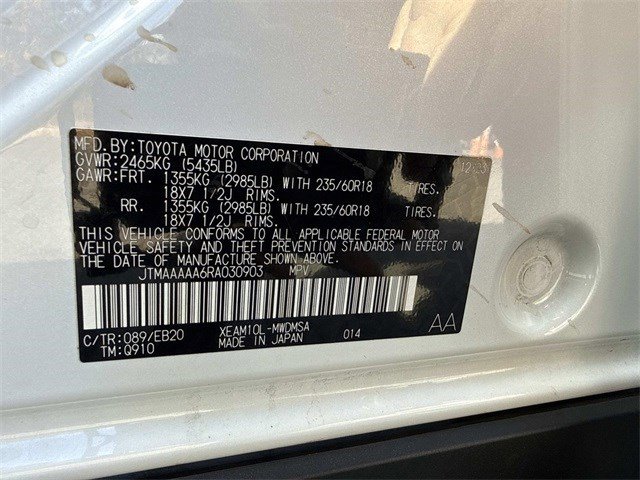 MFD.BY:TOYOTA MOTOR CORPORATION 12/23
GVWR:2465KG (5435LB)
GAWR:FRT. 1355KG (2985LB) WITH 235/60R18 TIRES.
18X7 1/2J RIMS.
RR. 1355KG (2985LB) WITH 235/60R18 TIRES.
18X7 1/2J RIMS.
THIS VEHICLE CONFORMS TO ALL APPLICABLE FEDERAL MOTOR
VEHICLE SAFETY AND THEFT PREVENTION STANDARDS IN EFFECT ON
THE DATE OF MANUFACTURE SHOWN ABOVE.
JTMAAAAA6RA030903 MPV
C/TR:089/EB20 XEAM10L-MWDMSA AA
TM:Q910 MADE IN JAPAN 014